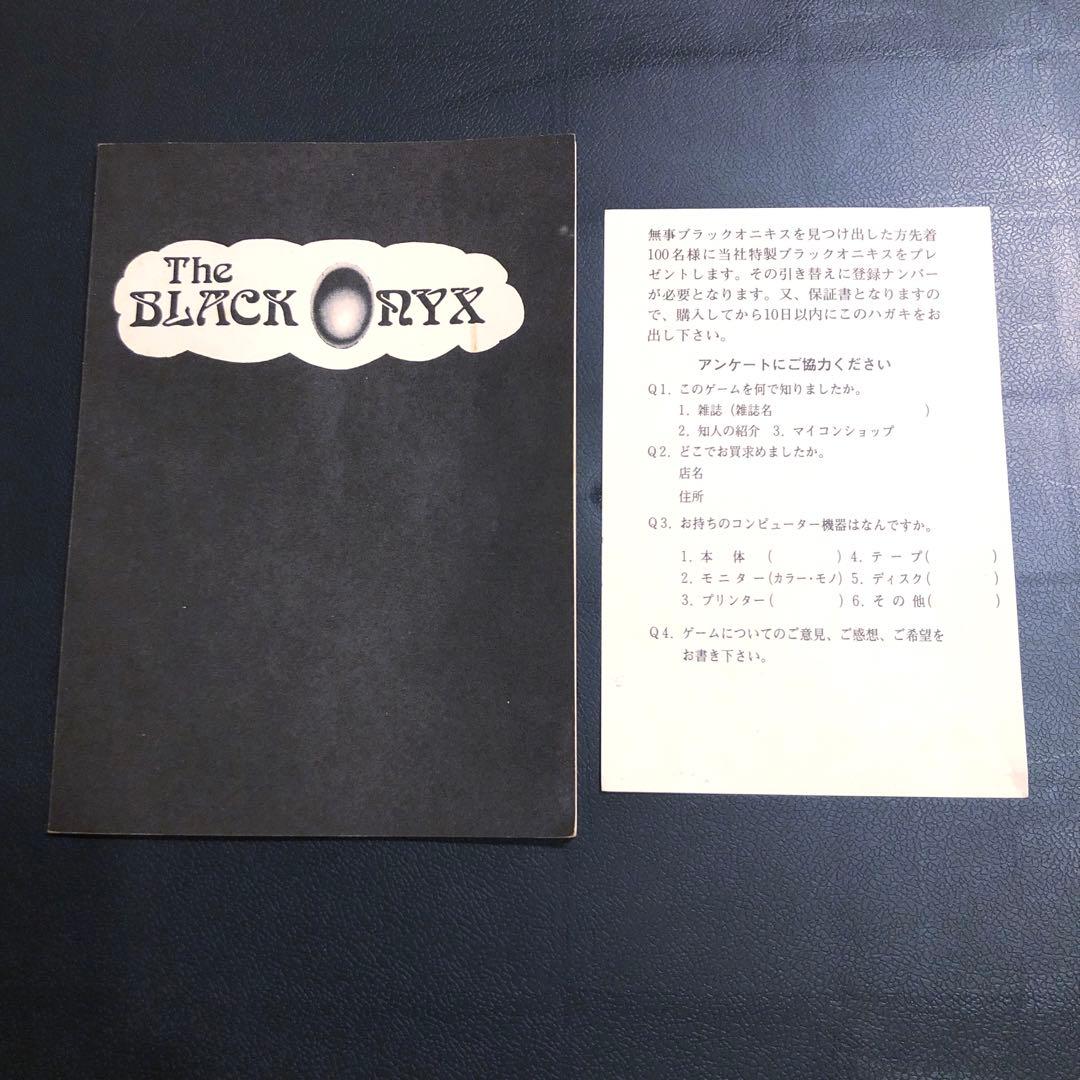 The
BLACK ONYX
無事ブラックオニキスを見つけ出した方先着
100名様に当社特製ブラックオニキスをプレ
ゼントします。その引き替えに登録ナンバー
が必要となります。又、保証書となりますの
で、購入してから10日以内にこのハガキをお
出し下さい。
アンケートにご協力ください
Q1. このゲームを何で知りましたか。
1. 雑誌（雑誌名　　　　　　　　　　）
2. 知人の紹介　3. マイコンショップ
Q2. どこでお買求めましたか。
店名
住所
Q3. お持ちのコンピューター機器はなんですか。
1. 本　体　(　　　　　) 4. テ ー プ(　　　　　)
2. モ ニ タ ー (カラー・モノ) 5. ディスク(　　　　　)
3. プリンター(　　　　　) 6. そ の 他(　　　　　)
Q4. ゲームについてのご意見、ご感想、ご希望を
お書き下さい。